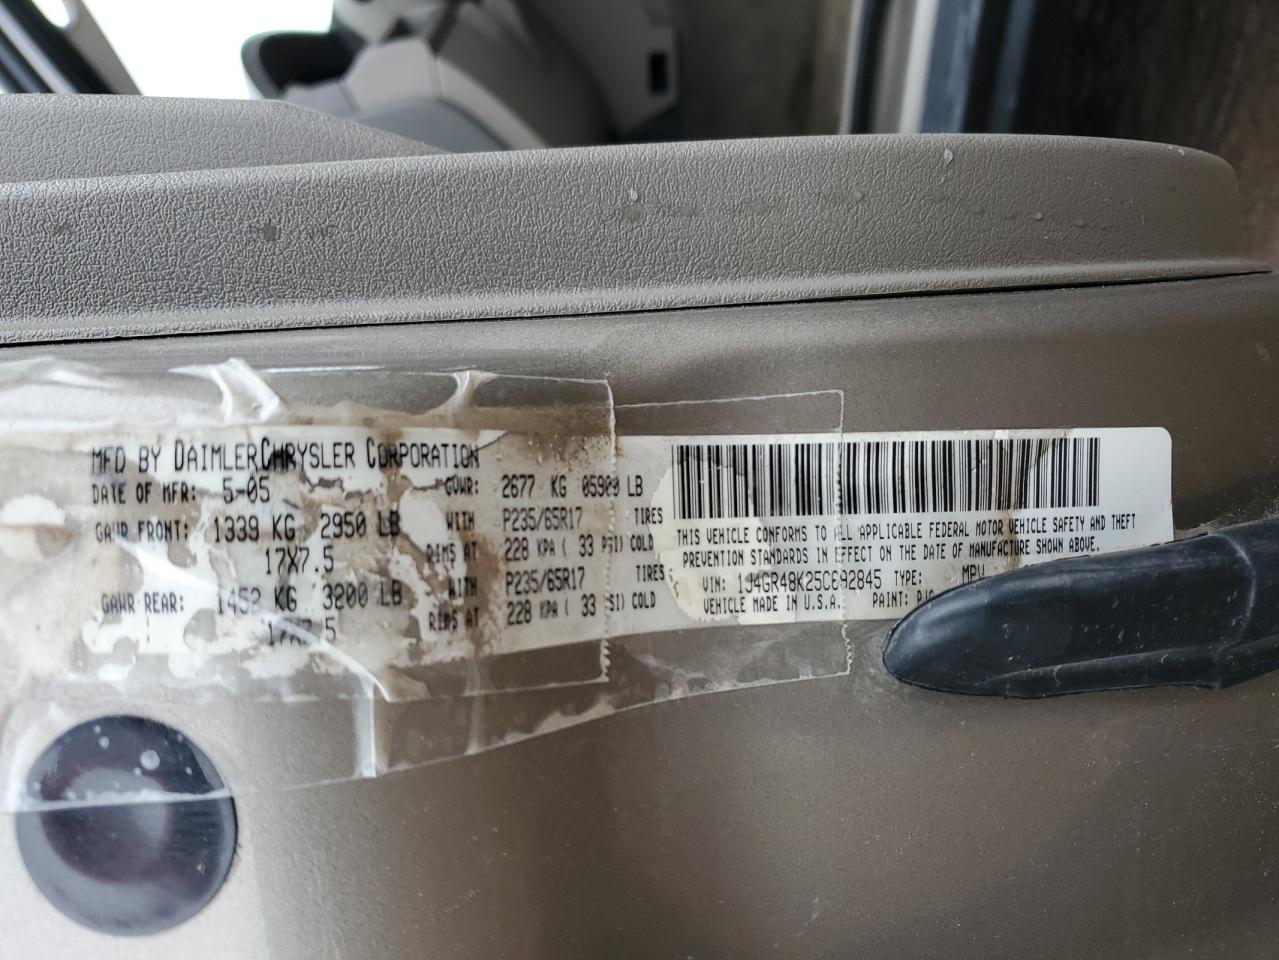 MFD BY DAIMLERCHRYSLER CORPORATION
DATE OF MFR: 5-05 GVWR: 2677 KG 05900 LB
GAWR FRONT: 1339 KG 2950 LB WITH P235/65R17 TIRES
17X7.5 RIMS AT 228 KPA ( 33 PSI) COLD
GAWR REAR: 1452 KG 3200 LB WITH P235/65R17 TIRES
17X7.5 RIMS AT 228 KPA ( 33 PSI) COLD
THIS VEHICLE CONFORMS TO ALL APPLICABLE FEDERAL MOTOR VEHICLE SAFETY AND THEFT
PREVENTION STANDARDS IN EFFECT ON THE DATE OF MANUFACTURE SHOWN ABOVE.
VIN: 1J4GR48K25C692845 TYPE: MPV
VEHICLE MADE IN U.S.A. PAINT: